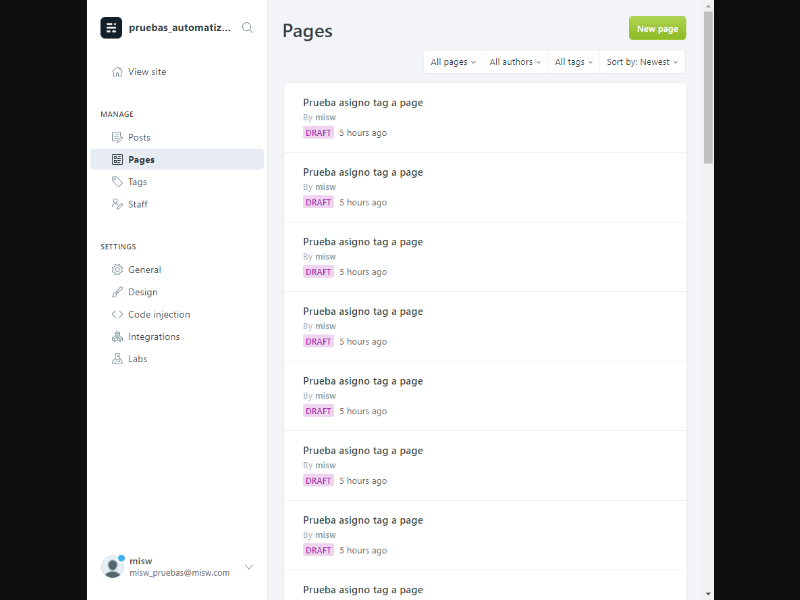 pruebas_automatiz...
View site
MANAGE
Posts
Pages
Tags
Staff
SETTINGS
General
Design
Code injection
Integrations
Labs
misw
misw_pruebas@misw.com
Pages
New page
All pages
All authors
All tags
Sort by: Newest
Prueba asigno tag a page
By misw
DRAFT 5 hours ago
Prueba asigno tag a page
By misw
DRAFT 5 hours ago
Prueba asigno tag a page
By misw
DRAFT 5 hours ago
Prueba asigno tag a page
By misw
DRAFT 5 hours ago
Prueba asigno tag a page
By misw
DRAFT 5 hours ago
Prueba asigno tag a page
By misw
DRAFT 5 hours ago
Prueba asigno tag a page
By misw
DRAFT 5 hours ago
Prueba asigno tag a page